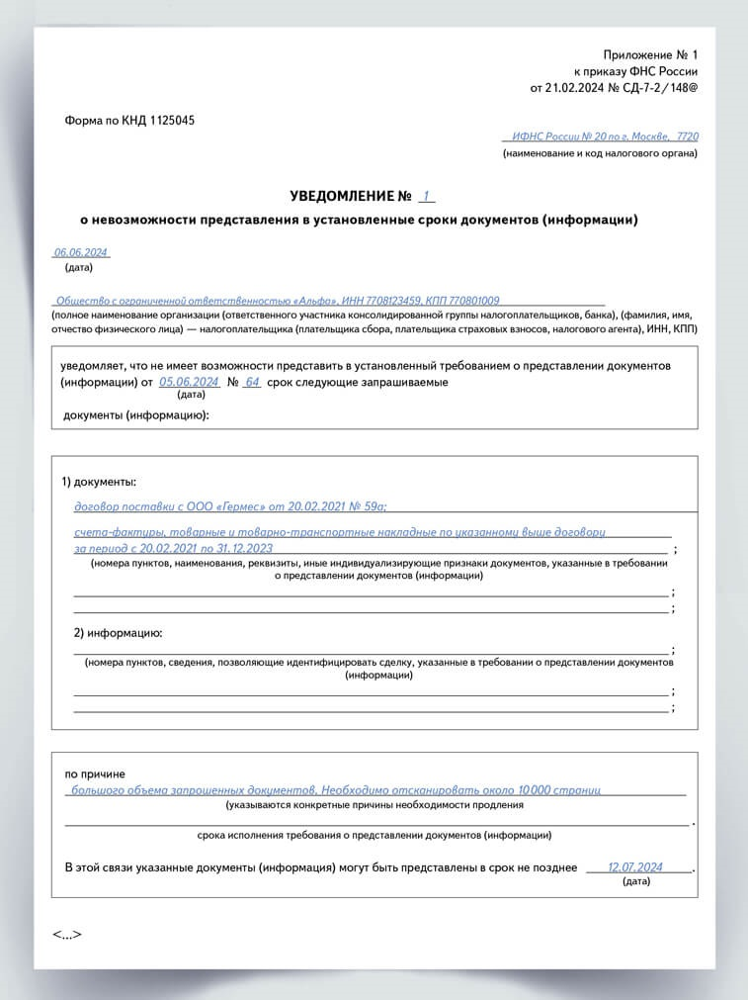 Приложение № 1
к приказу ФНС России
от 21.02.2024 № СД-7-2/148@
Форма по КНД 1125045
ИФНС России № 20 по г. Москве, 7720
(наименование и код налогового органа)
УВЕДОМЛЕНИЕ № 1
о невозможности представления в установленные сроки документов (информации)
06.06.2024
(дата)
Общество с ограниченной ответственностью «Альфа», ИНН 7708123459, КПП 770801009
(полное наименование организации (ответственного участника консолидированной группы налогоплательщиков, банка), (фамилия, имя,
отчество физического лица) — налогоплательщика (плательщика сбора, плательщика страховых взносов, налогового агента), ИНН, КПП)
уведомляет, что не имеет возможности представить в установленный требованием о представлении документов
(информации) от 05.06.2024 № 64 срок следующие запрашиваемые
(дата)
документы (информацию):
1) документы:
договор поставки с ООО «Гермес» от 20.02.2021 № 59а;
счета-фактуры, товарные и товарно-транспортные накладные по указанному выше договору
за период с 20.02.2021 по 31.12.2023 ;
(номера пунктов, наименования, реквизиты, иные индивидуализирующие признаки документов, указанные в требовании
о представлении документов (информации)
;
;
2) информацию:
;
(номера пунктов, сведения, позволяющие идентифицировать сделку, указанные в требовании о представлении документов
(информации)
;
;
по причине
большого объема запрошенных документов. Необходимо отсканировать около 10 000 страниц
(указываются конкретные причины необходимости продления
.
срока исполнения требования о представлении документов (информации)
В этой связи указанные документы (информация) могут быть представлены в срок не позднее 12.07.2024.
(дата)
<...>